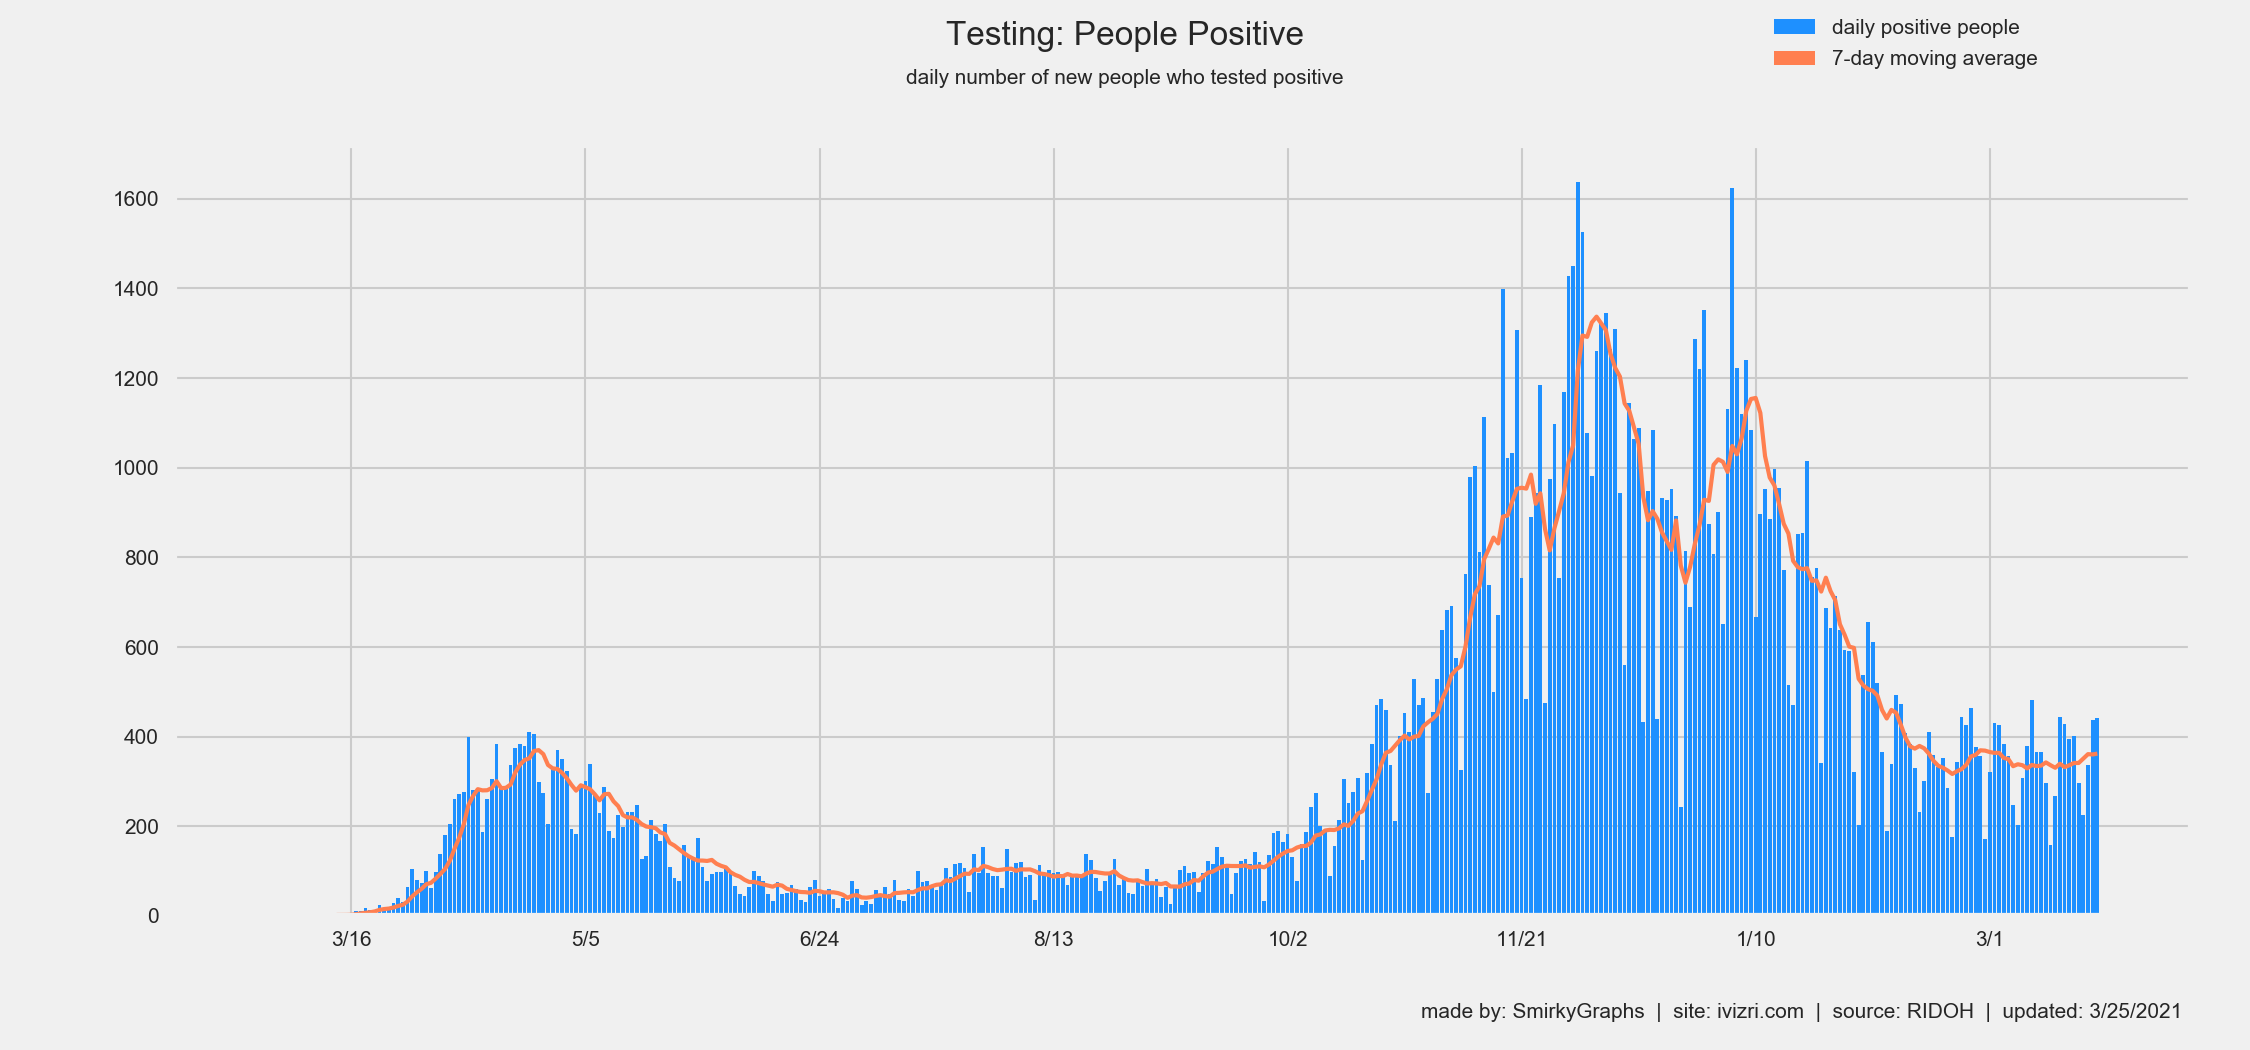 Testing: People Positive
daily number of new people who tested positive
daily positive people
7-day moving average
1600
1400
1200
1000
800
600
400
200
0
3/16 5/5 6/24 8/13 10/2 11/21 1/10 3/1
made by: SmirkyGraphs | site: ivizri.com | source: RIDOH | updated: 3/25/2021